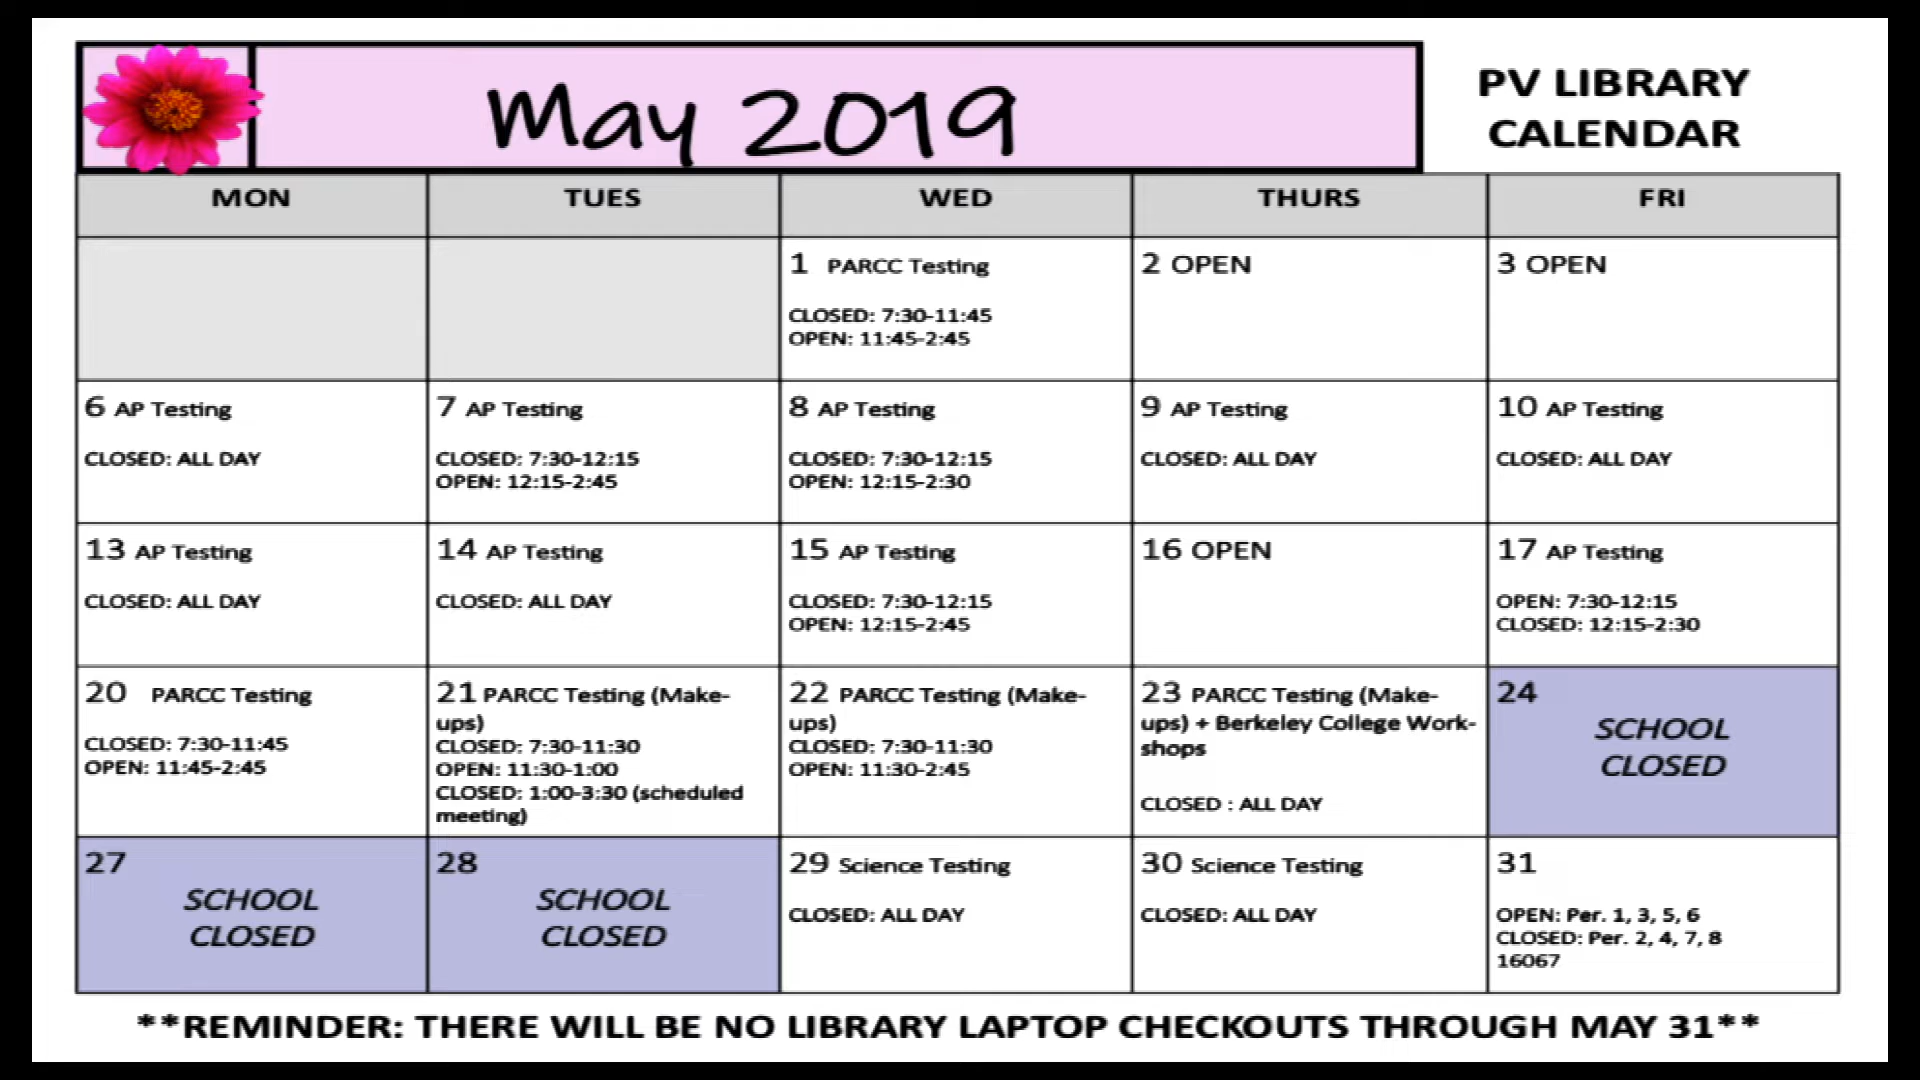 May 2019
PV LIBRARY
CALENDAR
MON
TUES
WED
THURS
FRI
1 PARCC Testing
CLOSED: 7:30-11:45
OPEN: 11:45-2:45
2 OPEN
3 OPEN
6 AP Testing
CLOSED: ALL DAY
7 AP Testing
CLOSED: 7:30-12:15
OPEN: 12:15-2:45
8 AP Testing
CLOSED: 7:30-12:15
OPEN: 12:15-2:30
9 AP Testing
CLOSED: ALL DAY
10 AP Testing
CLOSED: ALL DAY
13 AP Testing
CLOSED: ALL DAY
14 AP Testing
CLOSED: ALL DAY
15 AP Testing
CLOSED: 7:30-12:15
OPEN: 12:15-2:45
16 OPEN
17 AP Testing
OPEN: 7:30-12:15
CLOSED: 12:15-2:30
20 PARCC Testing
CLOSED: 7:30-11:45
OPEN: 11:45-2:45
21 PARCC Testing (Make-
ups)
CLOSED: 7:30-11:30
OPEN: 11:30-1:00
CLOSED: 1:00-3:30 (scheduled
meeting)
22 PARCC Testing (Make-
ups)
CLOSED: 7:30-11:30
OPEN: 11:30-2:45
23 PARCC Testing (Make-
ups) + Berkeley College Work-
shops
CLOSED : ALL DAY
24
SCHOOL
CLOSED
27
SCHOOL
CLOSED
28
SCHOOL
CLOSED
29 Science Testing
CLOSED: ALL DAY
30 Science Testing
CLOSED: ALL DAY
31
OPEN: Per. 1, 3, 5, 6
CLOSED: Per. 2, 4, 7, 8
16067
**REMINDER: THERE WILL BE NO LIBRARY LAPTOP CHECKOUTS THROUGH MAY 31**